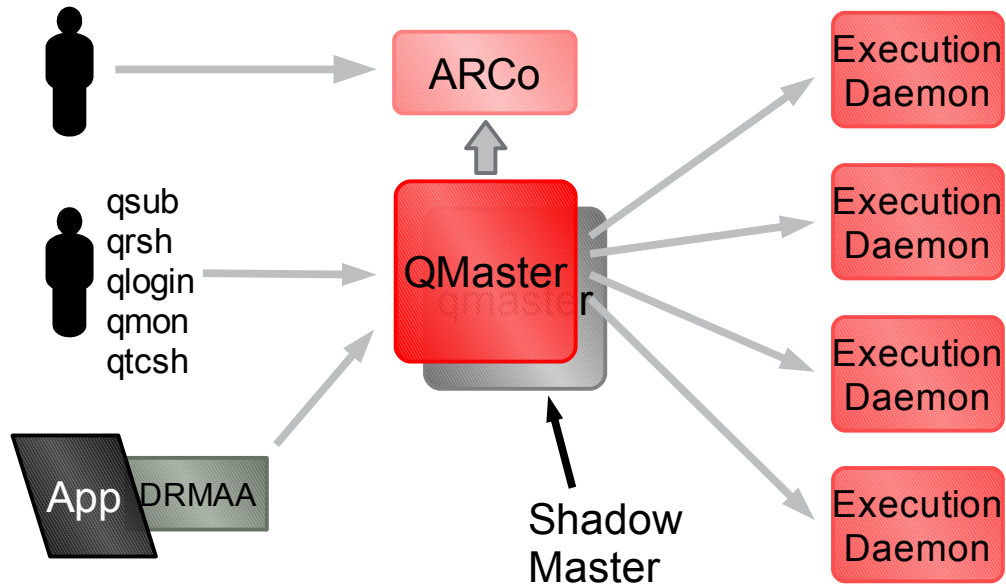 ARCo
Execution
Daemon
qsub
qrsh
qlogin
qmon
qtcsh
QMaster
qmaster
Execution
Daemon
Execution
Daemon
App
DRMAA
Shadow
Master
Execution
Daemon